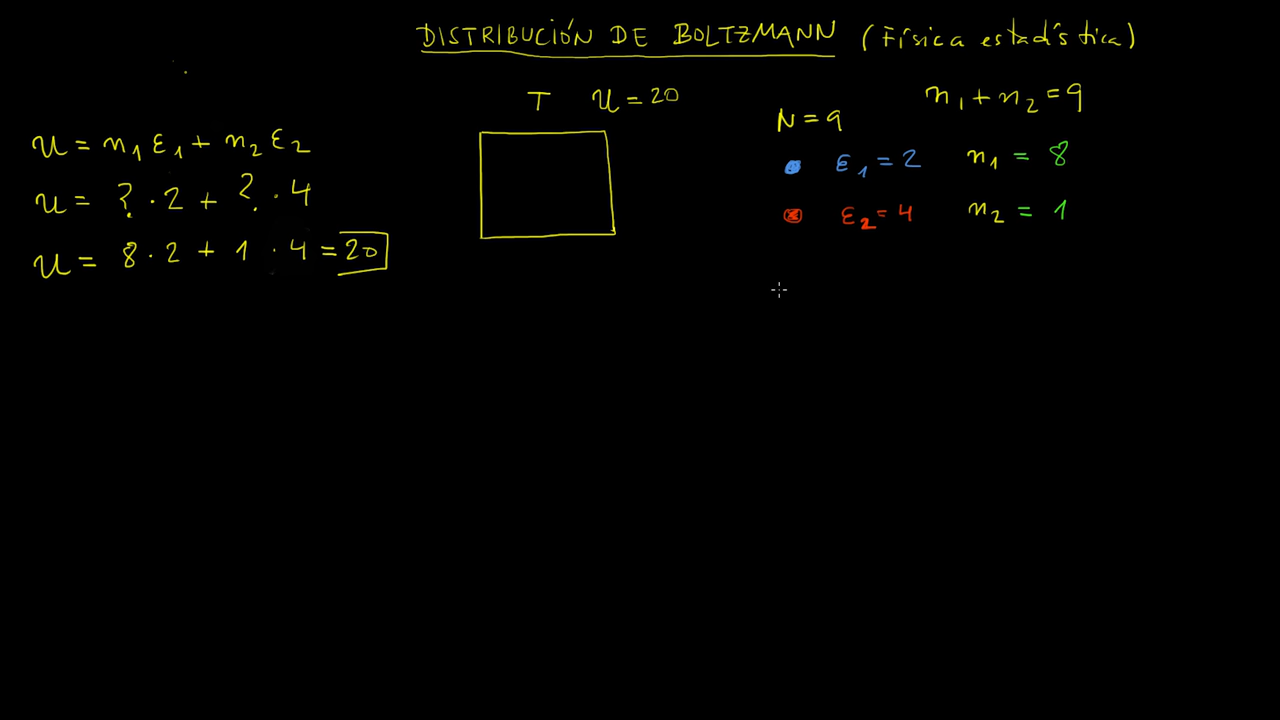 DISTRIBUCIÓN DE BOLTZMANN (Física estadística)
T U = 20
N = 9
n₁ + n₂ = 9
ε₁ = 2 n₁ = 8
ε₂ = 4 n₂ = 1
U = n₁ ε₁ + n₂ ε₂
U = ? · 2 + ? · 4
U = 8 · 2 + 1 · 4 = 20